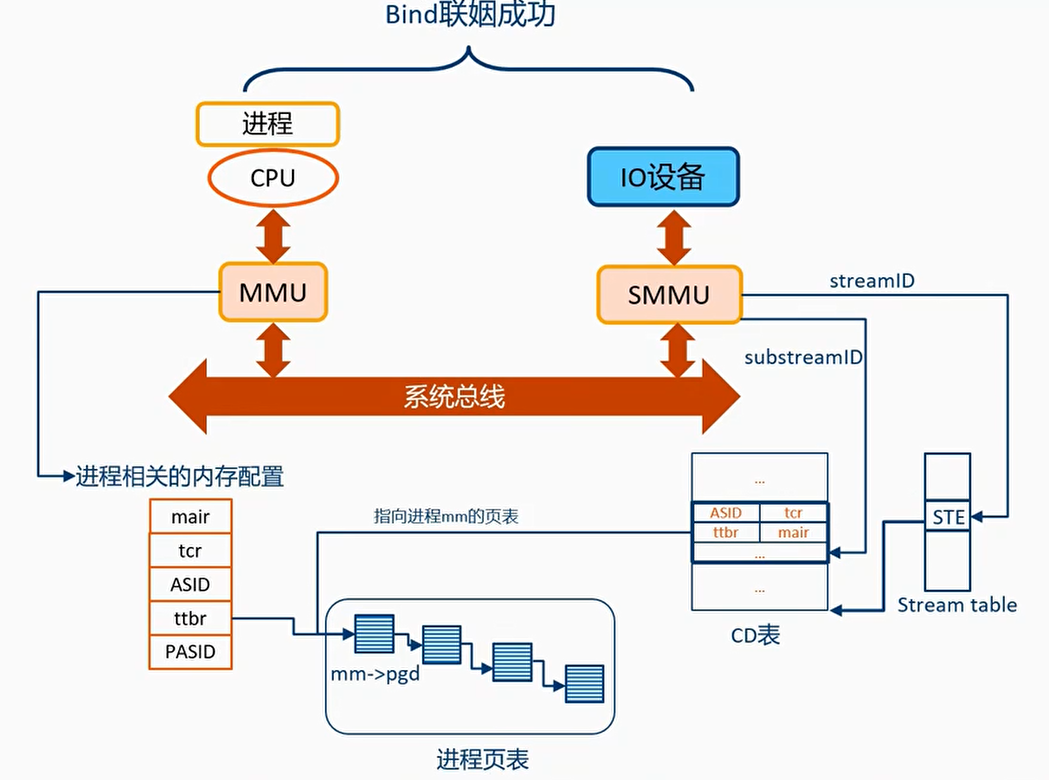 Bind联姻成功
进程
CPU
IO设备
MMU
SMMU
streamID
substreamID
系统总线
进程相关的内存配置
mair
tcr
ASID
ttbr
PASID
指向进程mm的页表
...
ASID
tcr
ttbr
mair
...
...
CD表
STE
Stream table
mm->pgd
进程页表